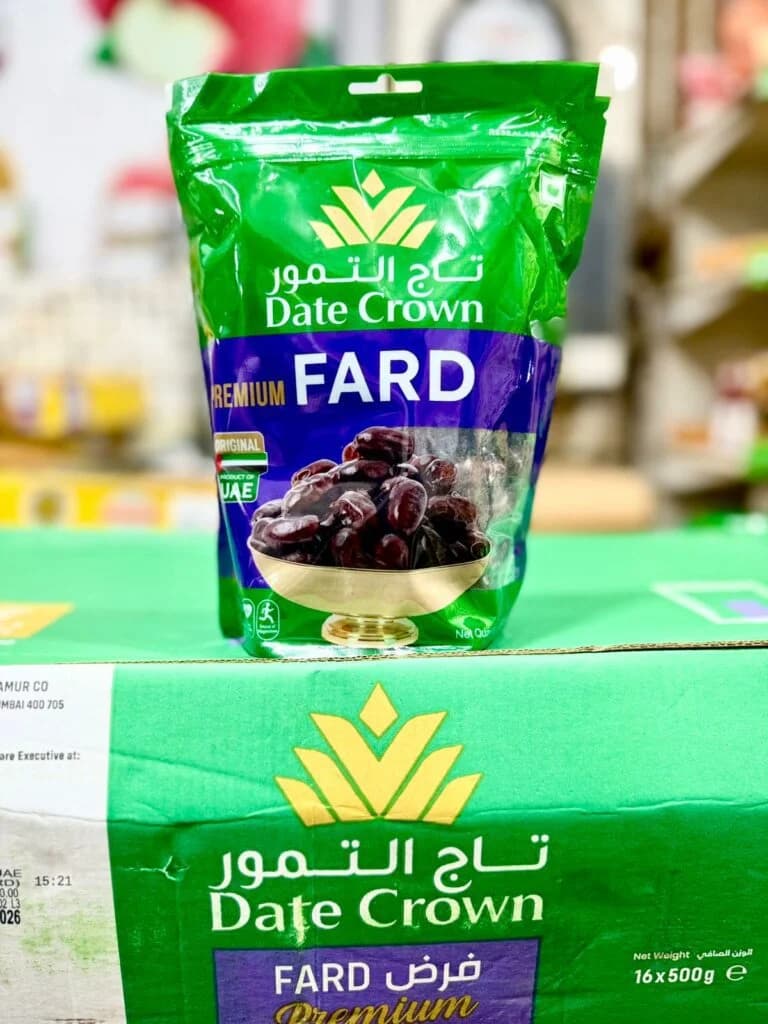 تاج التمور
Date Crown
PREMIUM FARD
ORIGINAL
PRODUCT OF
UAE
AMUR CO
MBAI 400 705
are Executive at:
15:21
026
تاج التمور
Date Crown
FARD فرض
Premium
Net Weight الوزن الصافي
16x500g e